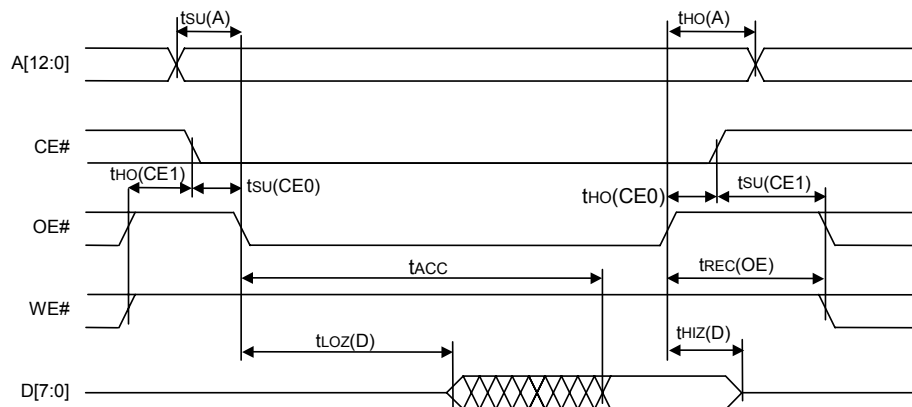 tSU(A)
tHO(A)
A[12:0]
CE#
tHO(CE1)
tSU(CE0)
tHO(CE0)
tSU(CE1)
OE#
tACC
tREC(OE)
WE#
tLOZ(D)
tHIZ(D)
D[7:0]